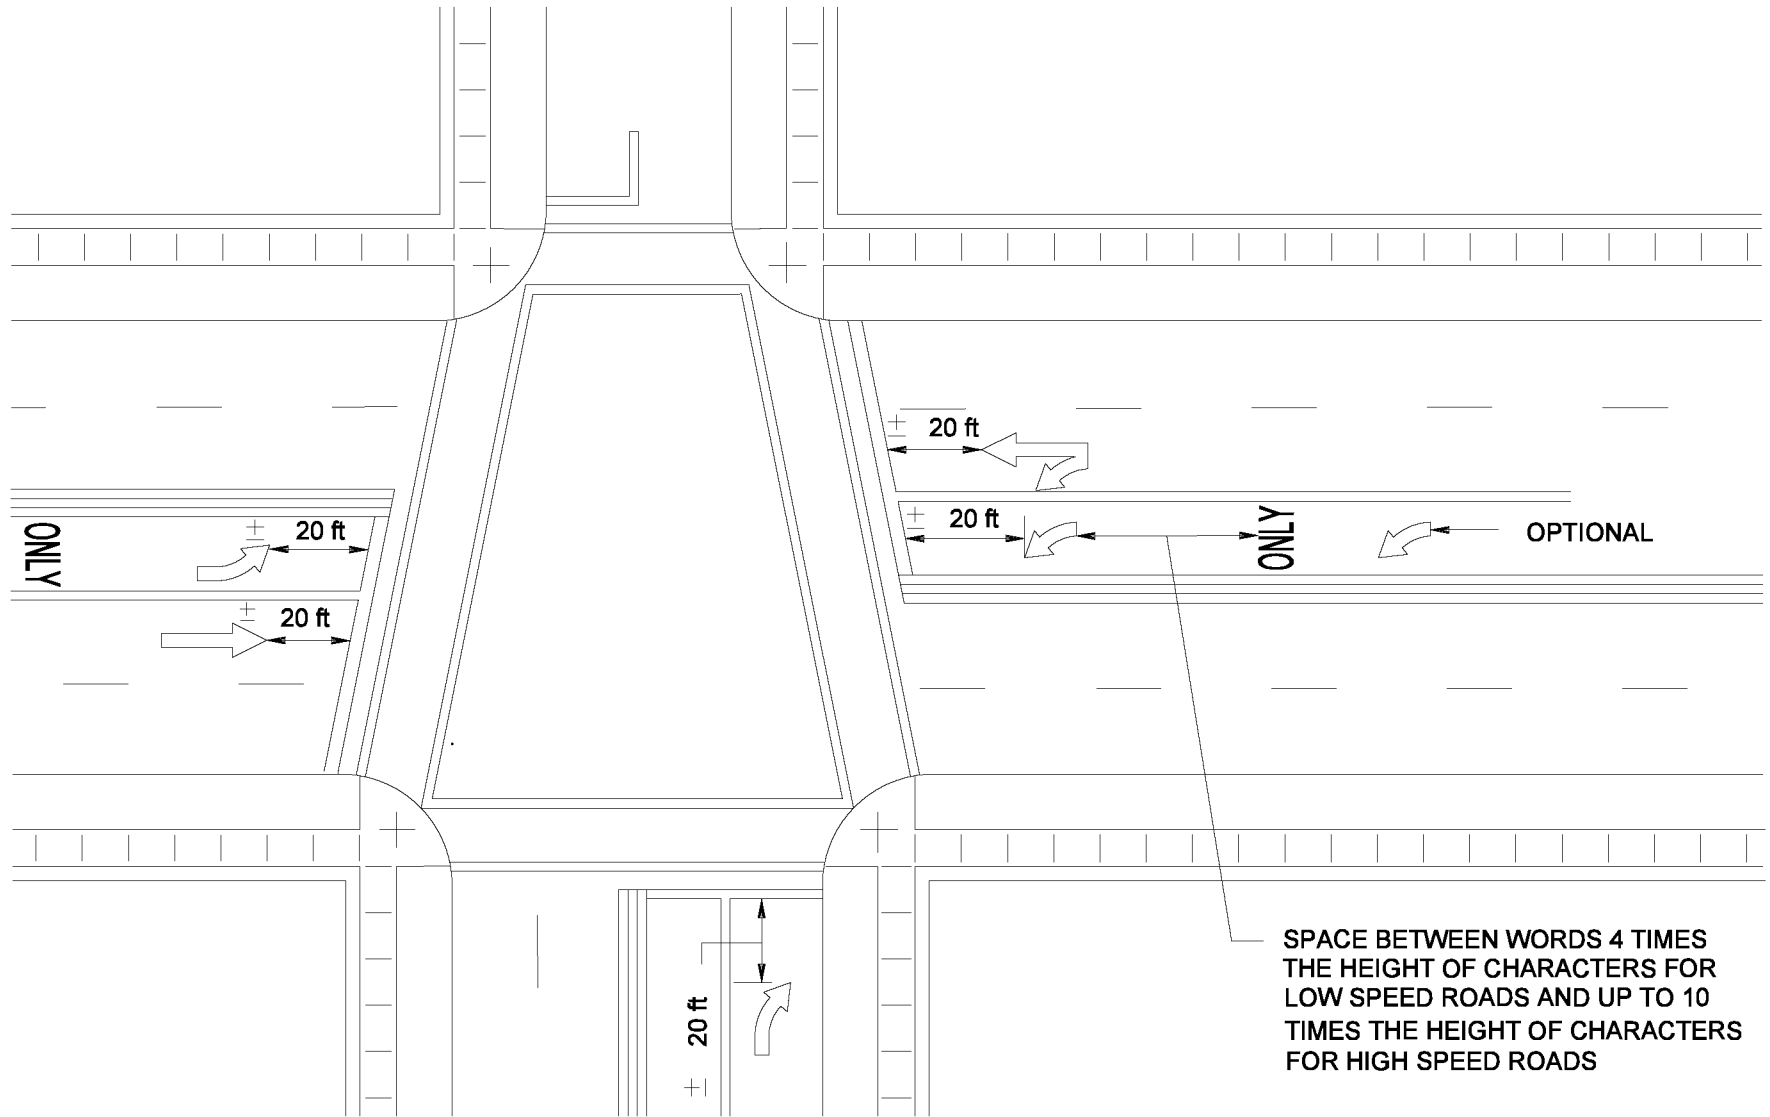 ± 20 ft
ONLY
± 20 ft
± 20 ft
ONLY
OPTIONAL
± 20 ft
± 20 ft
SPACE BETWEEN WORDS 4 TIMES
THE HEIGHT OF CHARACTERS FOR
LOW SPEED ROADS AND UP TO 10
TIMES THE HEIGHT OF CHARACTERS
FOR HIGH SPEED ROADS